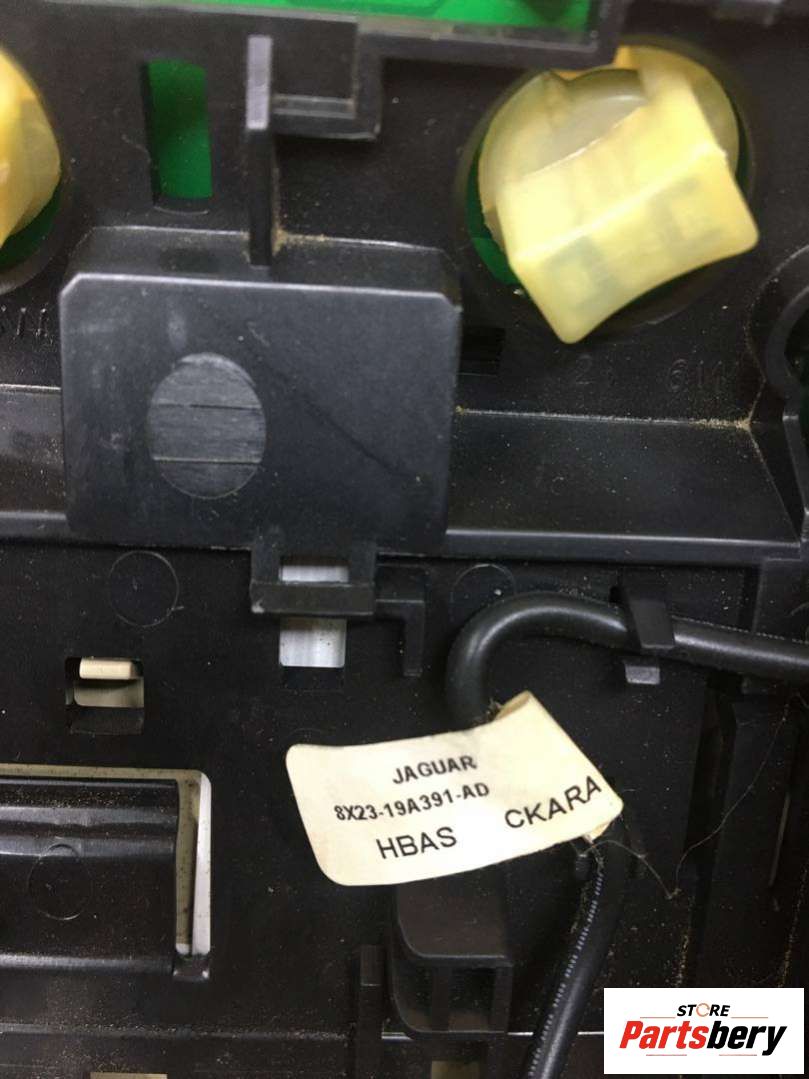 JAGUAR
8X23-19A391-AD
HBAS CKARA
STORE
Partsbery